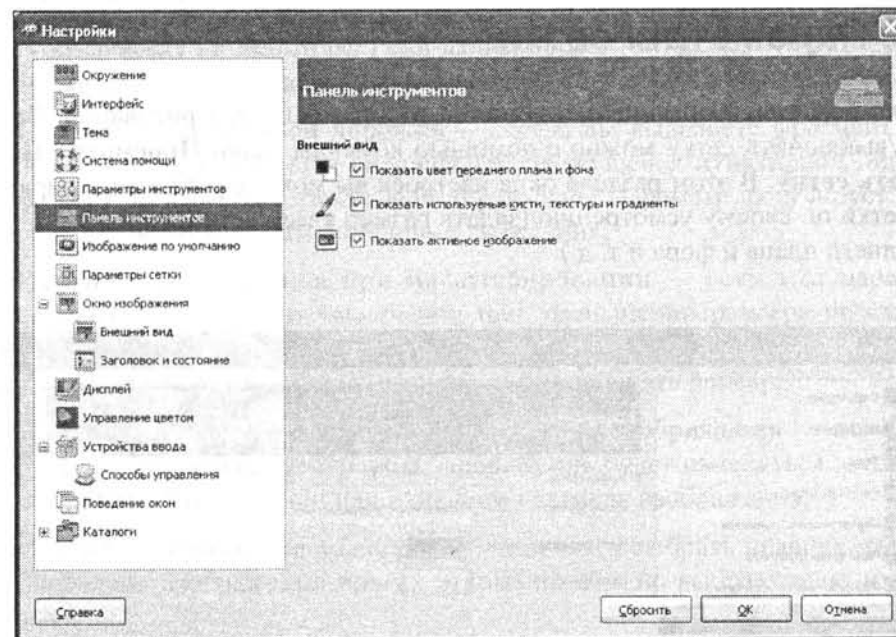 Настройки
Окружение
Интерфейс
Тема
Система помощи
Параметры инструментов
Панель инструментов
Изображение по умолчанию
Параметры сетки
Окно изображения
Внешний вид
Заголовок и состояние
Дисплей
Управление цветом
Устройства ввода
Способы управления
Поведение окон
Каталоги
Панель инструментов
Внешний вид
Показать цвет переднего плана и фона
Показать используемые кисти, текстуры и градиенты
Показать активное изображение
Справка
Сбросить
OK
Отмена